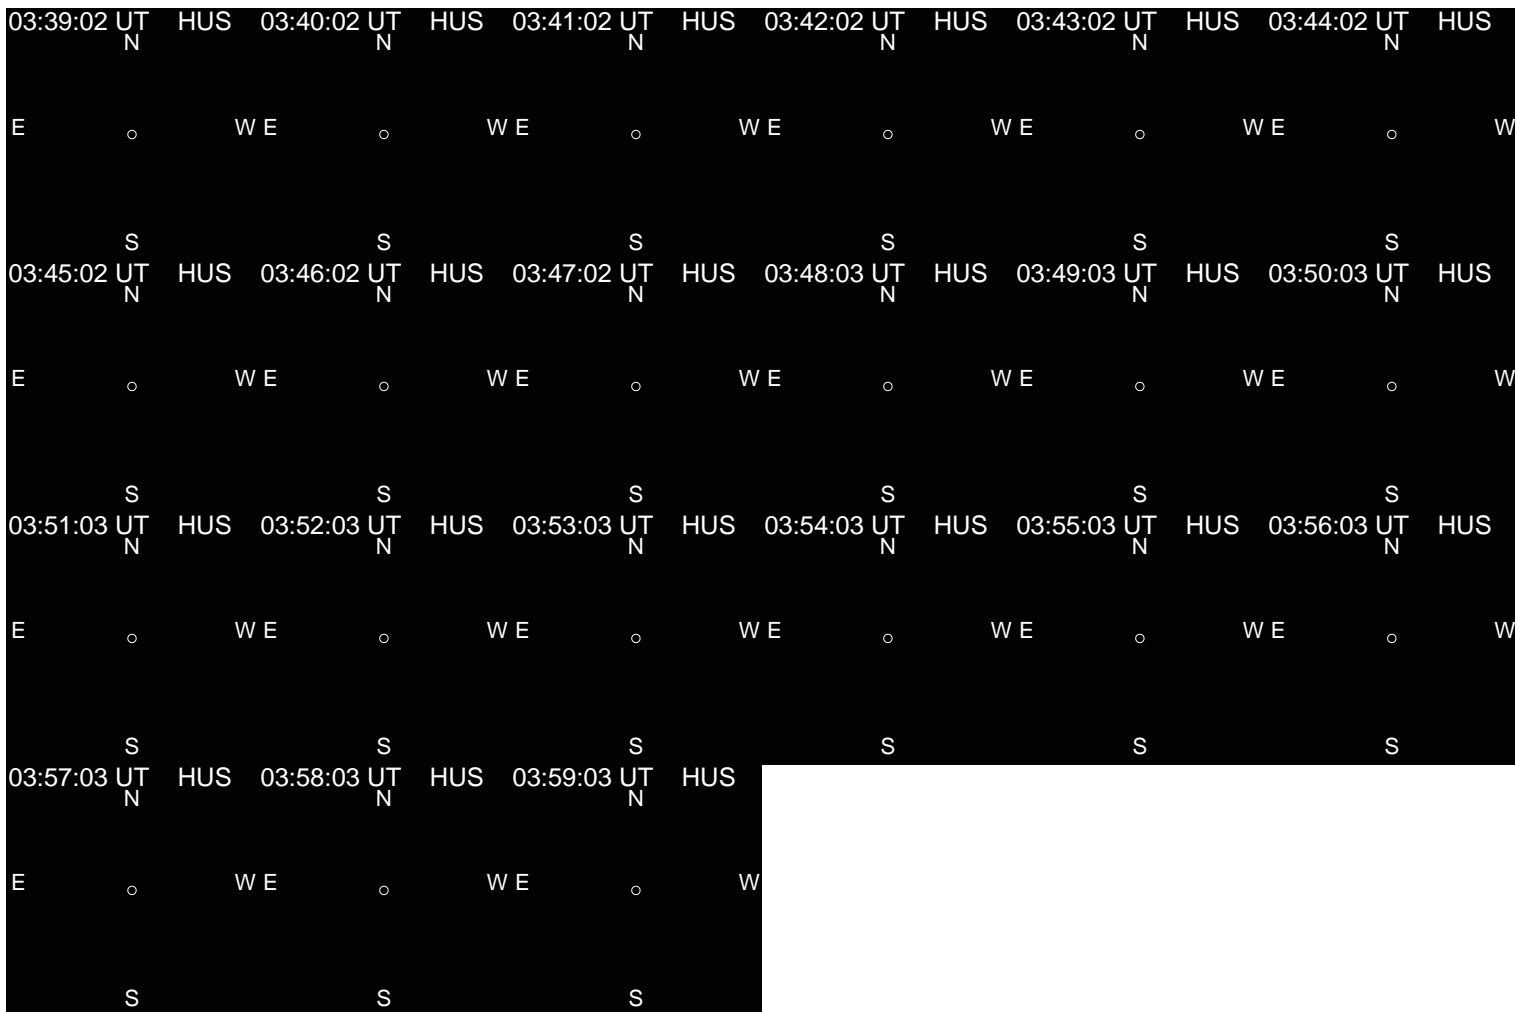 03:39:02 UT HUS 03:40:02 UT HUS 03:41:02 UT HUS 03:42:02 UT HUS 03:43:02 UT HUS 03:44:02 UT HUS
N N N N N N
E W E W E W E W E W E W
S S S S S S
03:45:02 UT HUS 03:46:02 UT HUS 03:47:02 UT HUS 03:48:03 UT HUS 03:49:03 UT HUS 03:50:03 UT HUS
N N N N N N
E W E W E W E W E W E W
S S S S S S
03:51:03 UT HUS 03:52:03 UT HUS 03:53:03 UT HUS 03:54:03 UT HUS 03:55:03 UT HUS 03:56:03 UT HUS
N N N N N N
E W E W E W E W E W E W
S S S S S S
03:57:03 UT HUS 03:58:03 UT HUS 03:59:03 UT HUS
N N N
E W E W E W
S S S